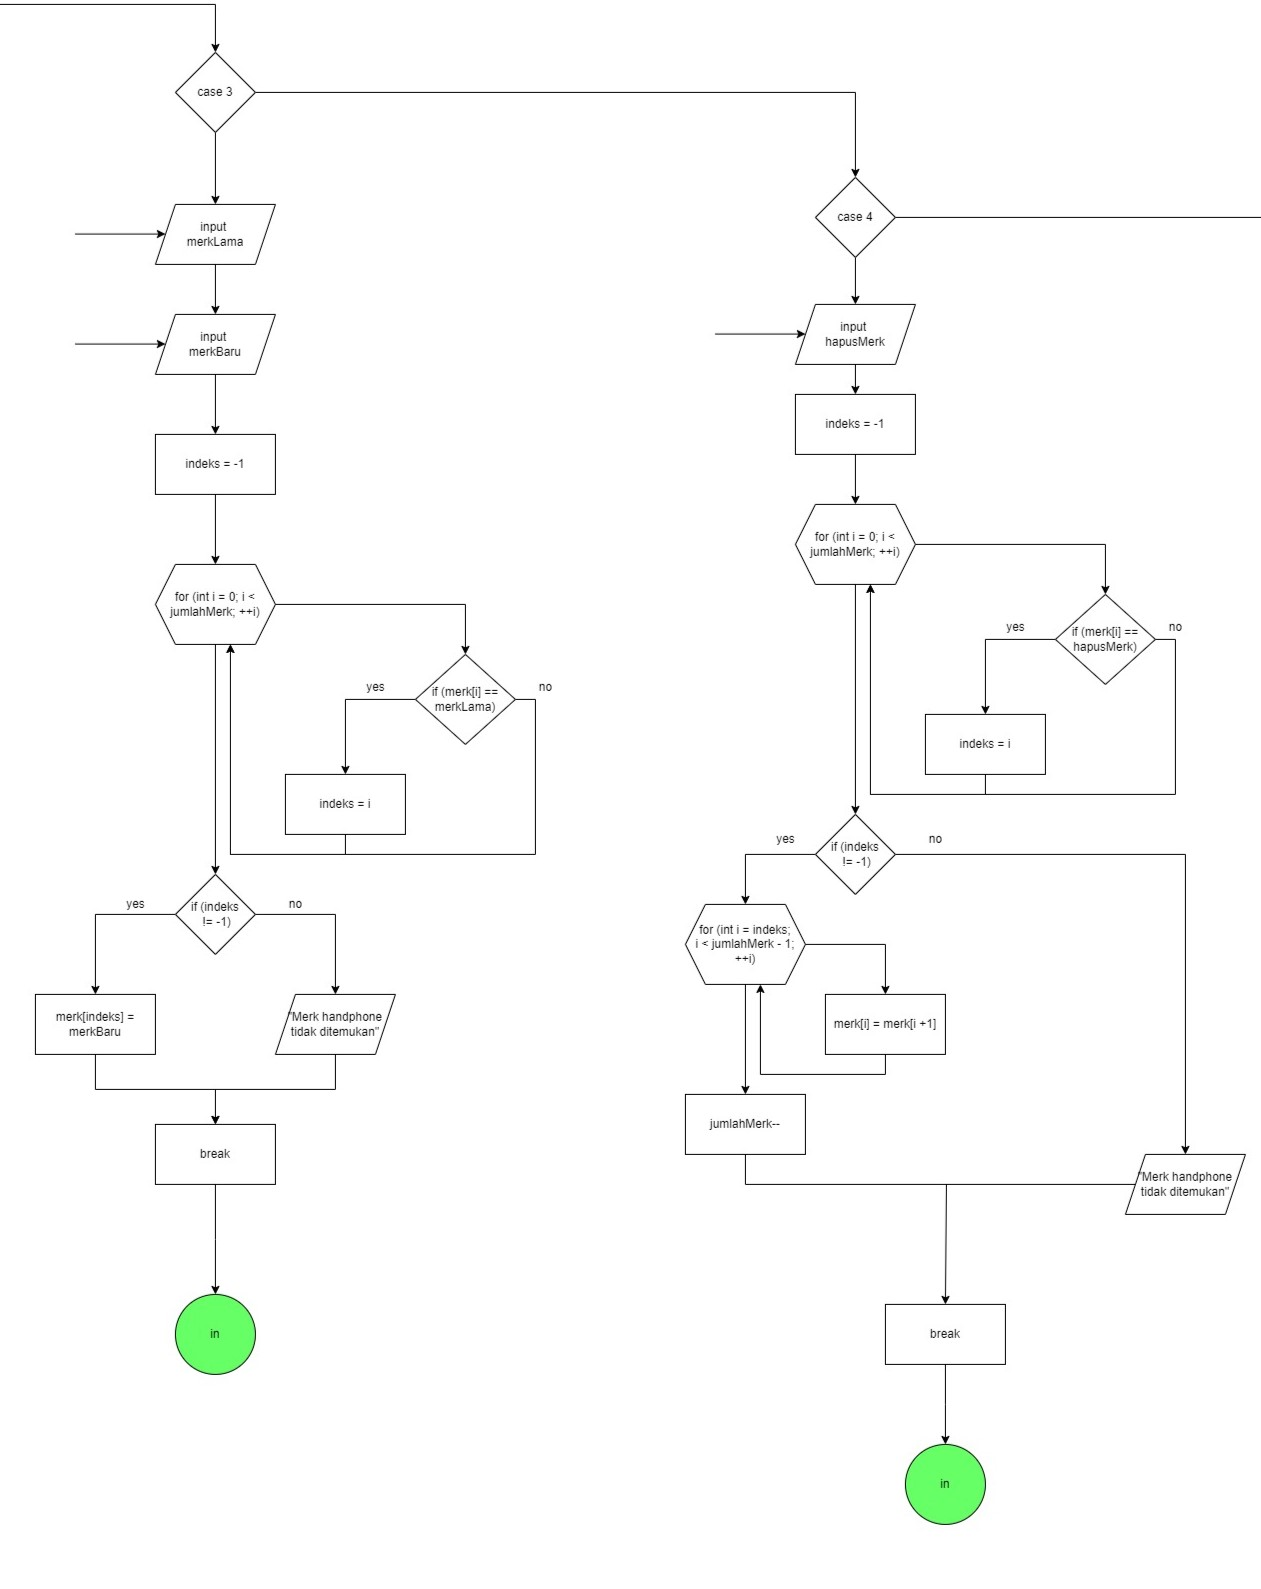 case 3
input
merkLama
input
merkBaru
indeks = -1
for (int i = 0; i <
jumlahMerk; ++i)
if (merk[i] ==
merkLama)
yes
no
indeks = i
if (indeks
!= -1)
yes
no
merk[indeks] =
merkBaru
"Merk handphone
tidak ditemukan"
break
in
case 4
input
hapusMerk
indeks = -1
for (int i = 0; i <
jumlahMerk; ++i)
if (merk[i] ==
hapusMerk)
yes
no
indeks = i
if (indeks
!= -1)
yes
no
for (int i = indeks;
i < jumlahMerk - 1;
++i)
merk[i] = merk[i +1]
jumlahMerk--
"Merk handphone
tidak ditemukan"
break
in